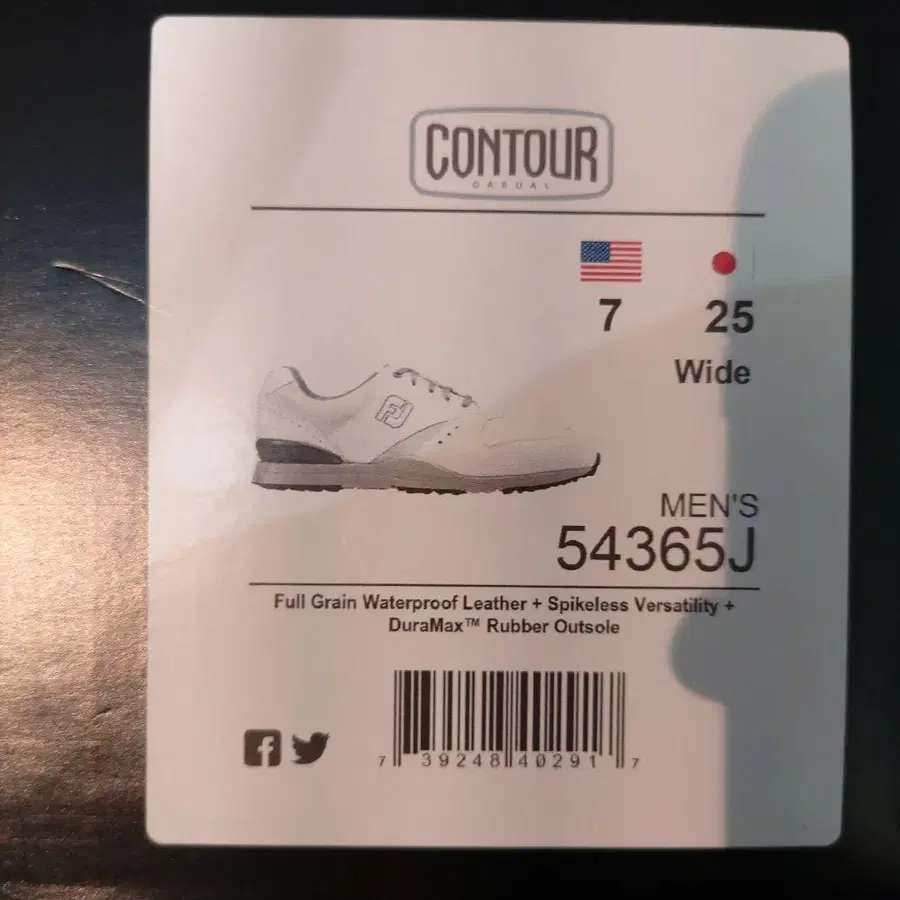 CONTOUR
CASUAL
7 25
Wide
FJ
MEN'S
54365J
Full Grain Waterproof Leather + Spikeless Versatility +
DuraMax™ Rubber Outsole
7 39248 40291 7